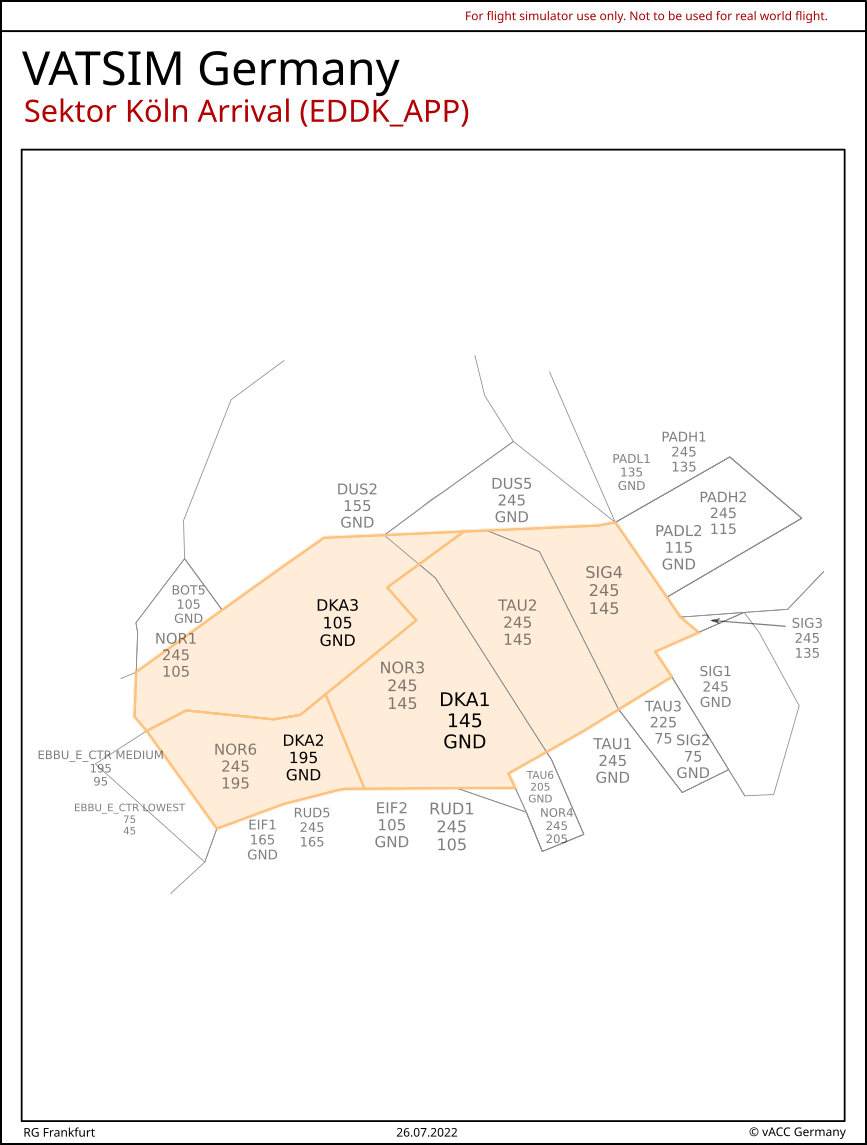 For flight simulator use only. Not to be used for real world flight.
VATSIM Germany
Sektor Köln Arrival (EDDK_APP)
PADH1
245
135
PADL1
135
GND
DUS2
155
GND
DUS5
245
GND
PADH2
245
115
PADL2
115
GND
BOT5
105
GND
SIG4
245
145
DKA3
105
GND
TAU2
245
145
SIG3
245
135
NOR1
245
105
NOR3
245
145
SIG1
245
GND
DKA1
145
GND
TAU3
225
75
SIG2
75
GND
DKA2
195
GND
NOR6
245
195
TAU1
245
GND
EBBU_E_CTR MEDIUM
195
95
TAU6
205
GND
EBBU_E_CTR LOWEST
75
45
EIF2
105
GND
RUD1
245
105
RUD5
245
165
NOR4
245
205
EIF1
165
GND
RG Frankfurt
26.07.2022
© vACC Germany